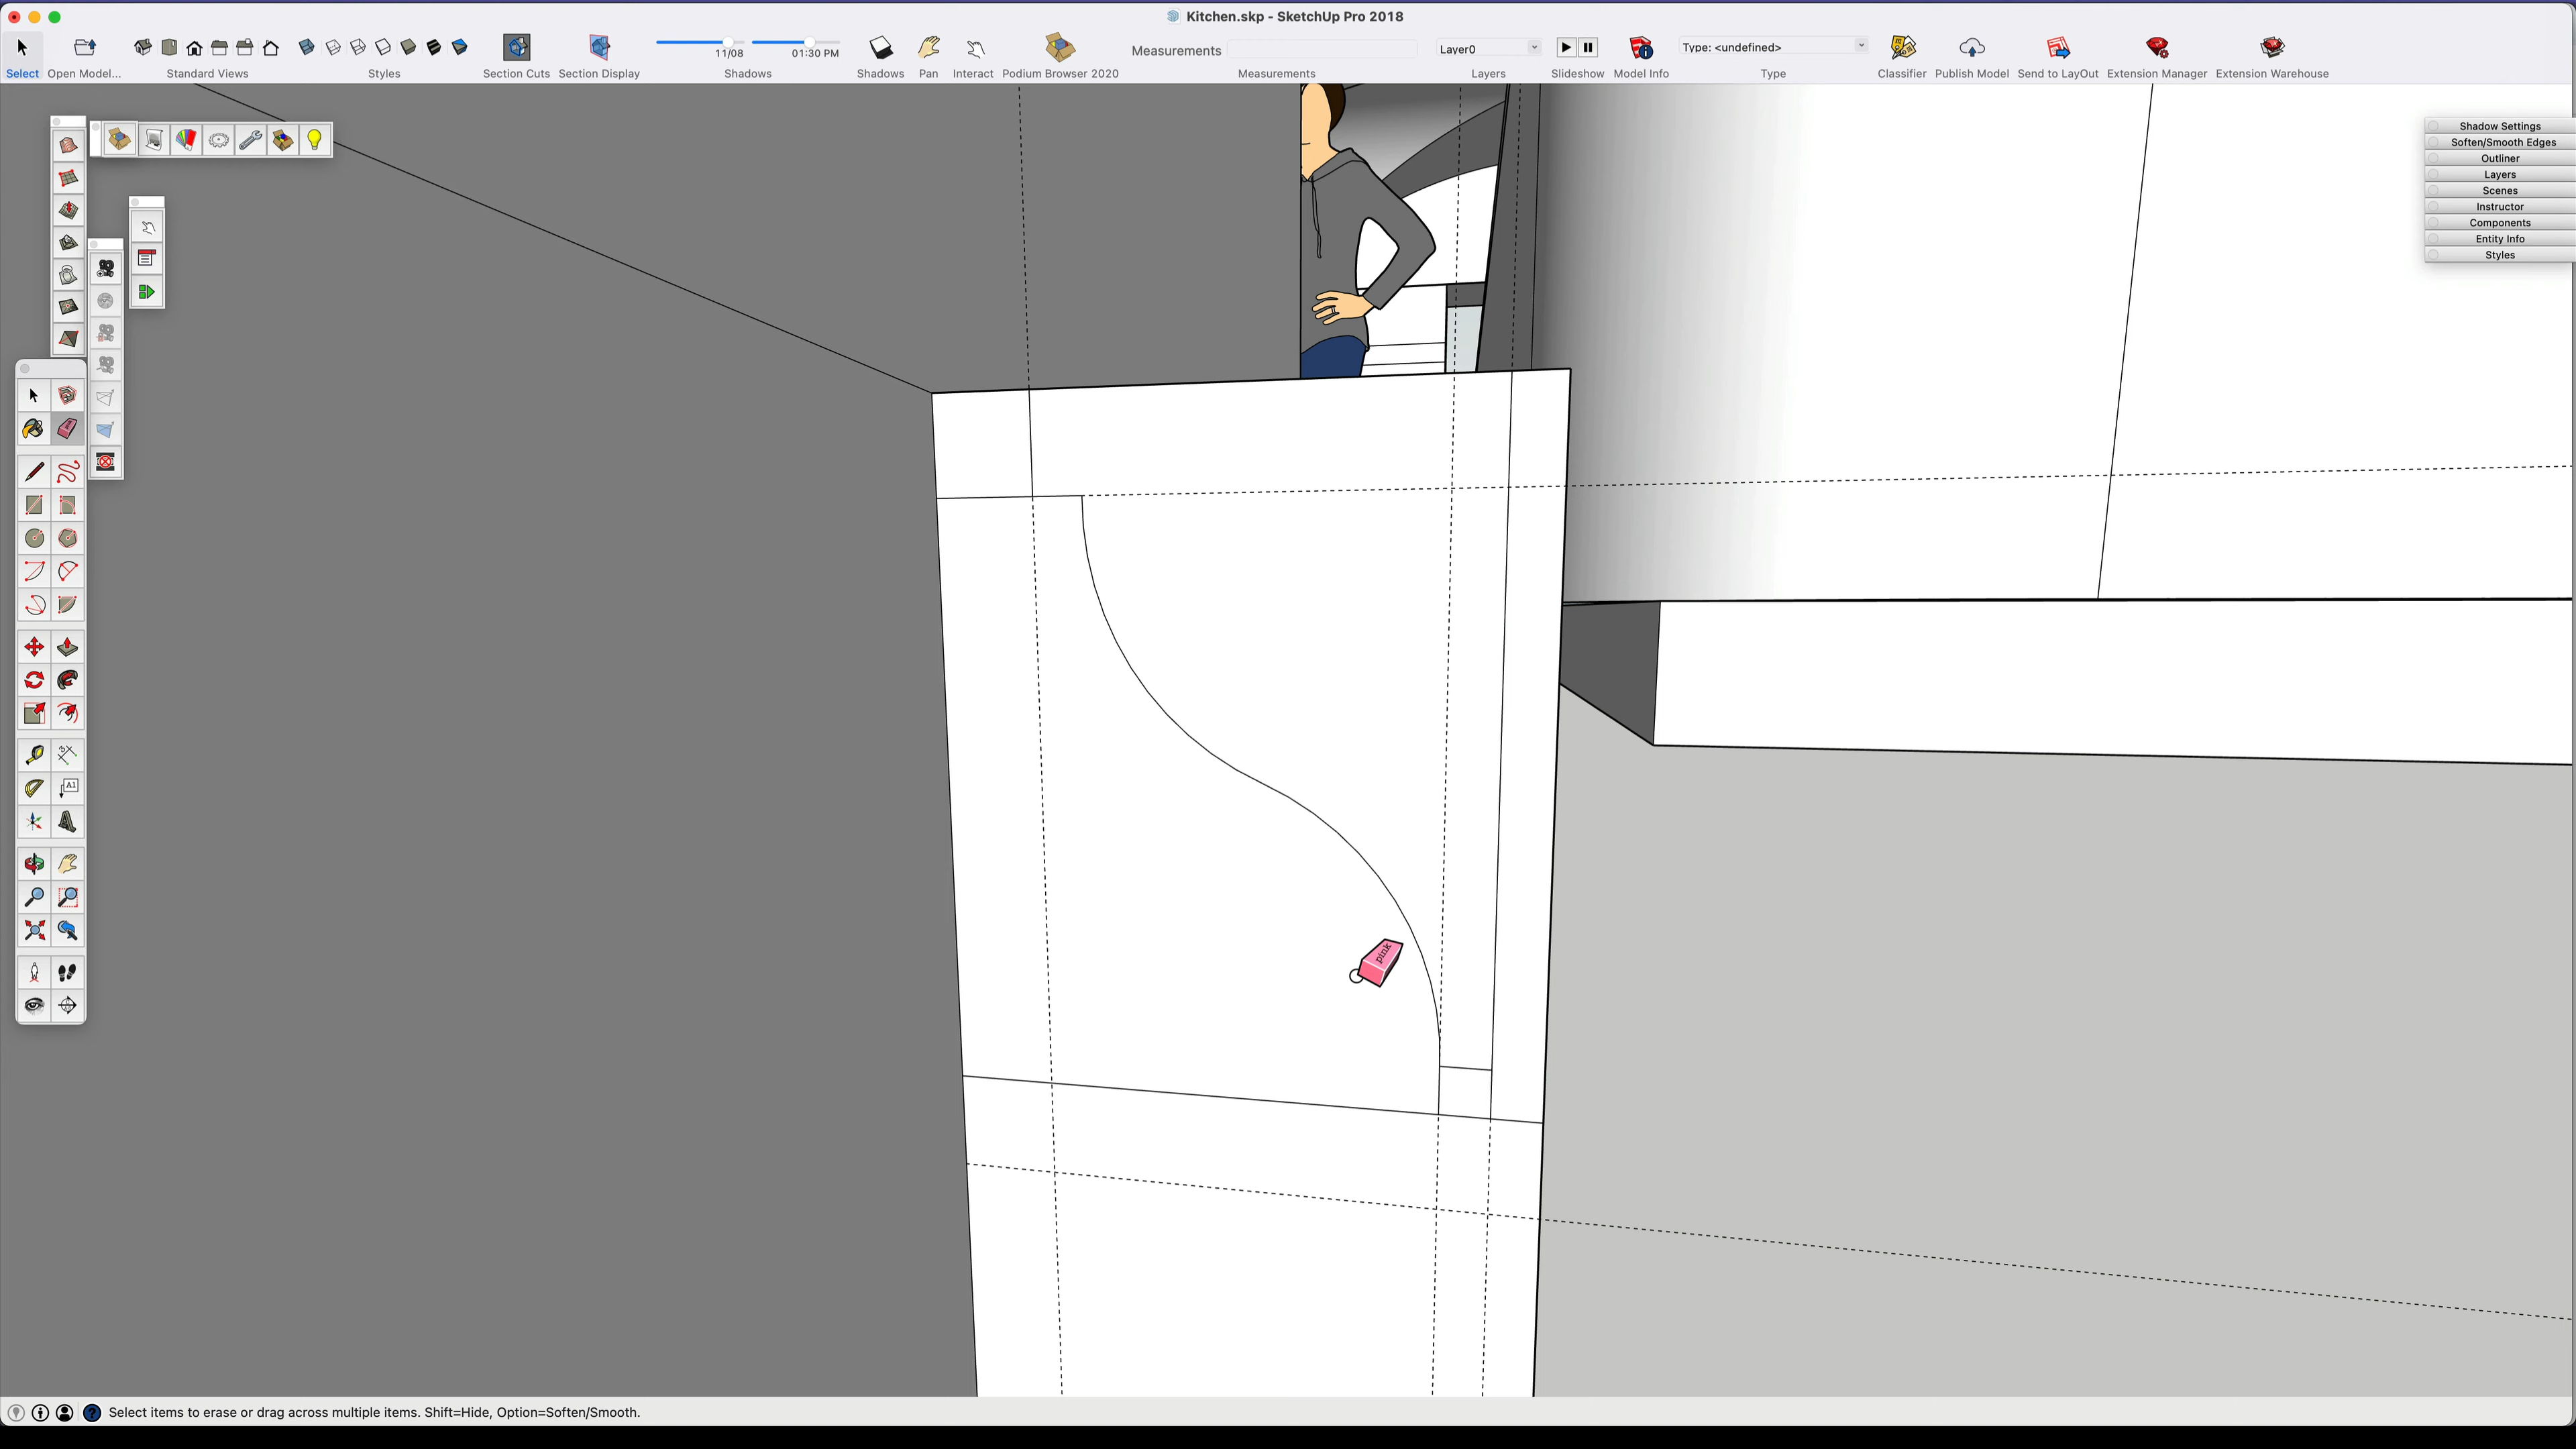 Kitchen.skp - SketchUp Pro 2018
Select
Open Model...
Standard Views
Styles
Section Cuts
Section Display
11/08
01:30 PM
Shadows
Shadows
Pan
Interact
Podium Browser 2020
Measurements
Measurements
Layer0
Layers
Slideshow
Model Info
Type: <undefined>
Type
Classifier
Publish Model
Send to LayOut
Extension Manager
Extension Warehouse
Shadow Settings
Soften/Smooth Edges
Outliner
Layers
Scenes
Instructor
Components
Entity Info
Styles
A1
pink
Select items to erase or drag across multiple items. Shift=Hide, Option=Soften/Smooth.